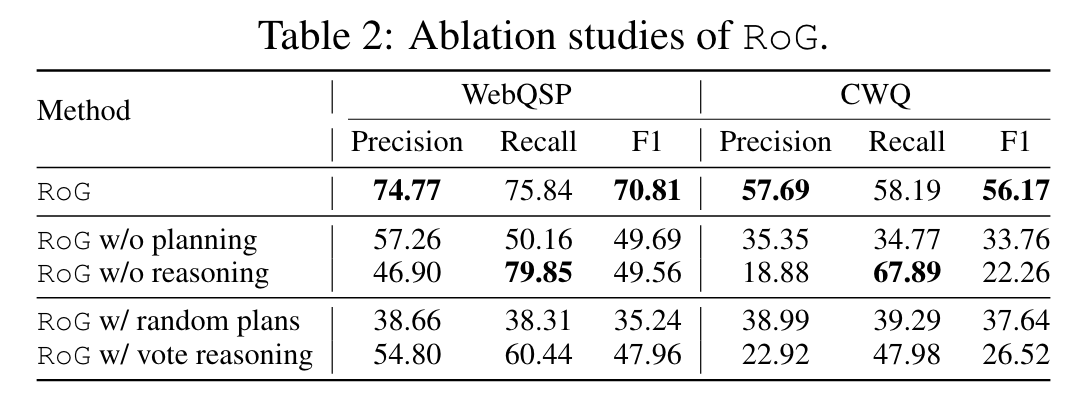 Table 2: Ablation studies of RoG.
Method WebQSP CWQ
Precision Recall F1 Precision Recall F1
RoG 74.77 75.84 70.81 57.69 58.19 56.17
RoG w/o planning 57.26 50.16 49.69 35.35 34.77 33.76
RoG w/o reasoning 46.90 79.85 49.56 18.88 67.89 22.26
RoG w/ random plans 38.66 38.31 35.24 38.99 39.29 37.64
RoG w/ vote reasoning 54.80 60.44 47.96 22.92 47.98 26.52